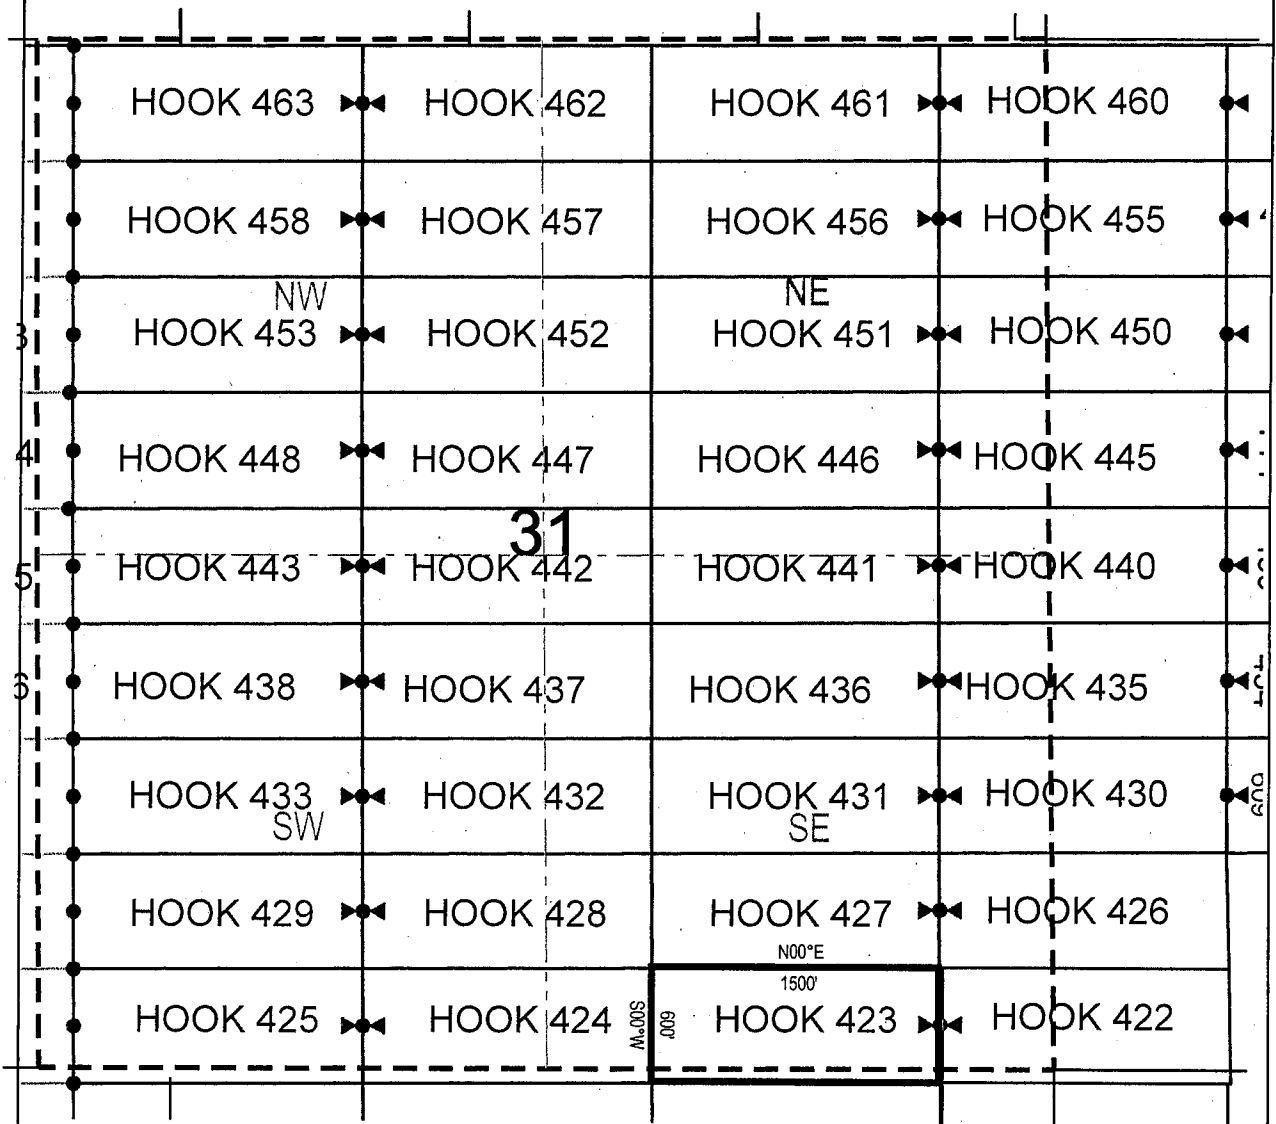 HOOK 463 HOOK 462 HOOK 461 HOOK 460
HOOK 458 HOOK 457 HOOK 456 HOOK 455
NW NE
3 HOOK 453 HOOK 452 HOOK 451 HOOK 450
4 HOOK 448 HOOK 447 HOOK 446 HOOK 445
31
5 HOOK 443 HOOK 442 HOOK 441 HOOK 440
6 HOOK 438 HOOK 437 HOOK 436 HOOK 435
HOOK 433 HOOK 432 HOOK 431 HOOK 430
SW SE
HOOK 429 HOOK 428 HOOK 427 HOOK 426
N00°E
1500'
HOOK 425 HOOK 424 S00°W 600' HOOK 423 HOOK 422